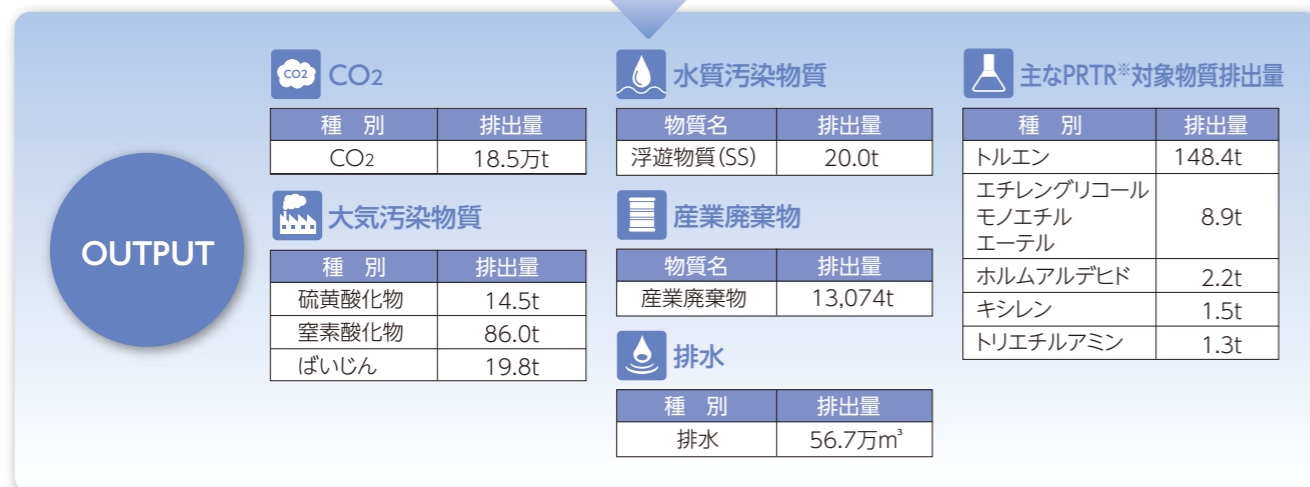 OUTPUT
CO2 CO2
種 別 排出量
CO2 18.5万t
大気汚染物質
種 別 排出量
硫黄酸化物 14.5t
窒素酸化物 86.0t
ばいじん 19.8t
水質汚染物質
物質名 排出量
浮遊物質(SS) 20.0t
産業廃棄物
物質名 排出量
産業廃棄物 13,074t
排水
種 別 排出量
排水 56.7万m³
主なPRTR※対象物質排出量
種 別 排出量
トルエン 148.4t
エチレングリコール
モノエチル 8.9t
エーテル
ホルムアルデヒド 2.2t
キシレン 1.5t
トリエチルアミン 1.3t